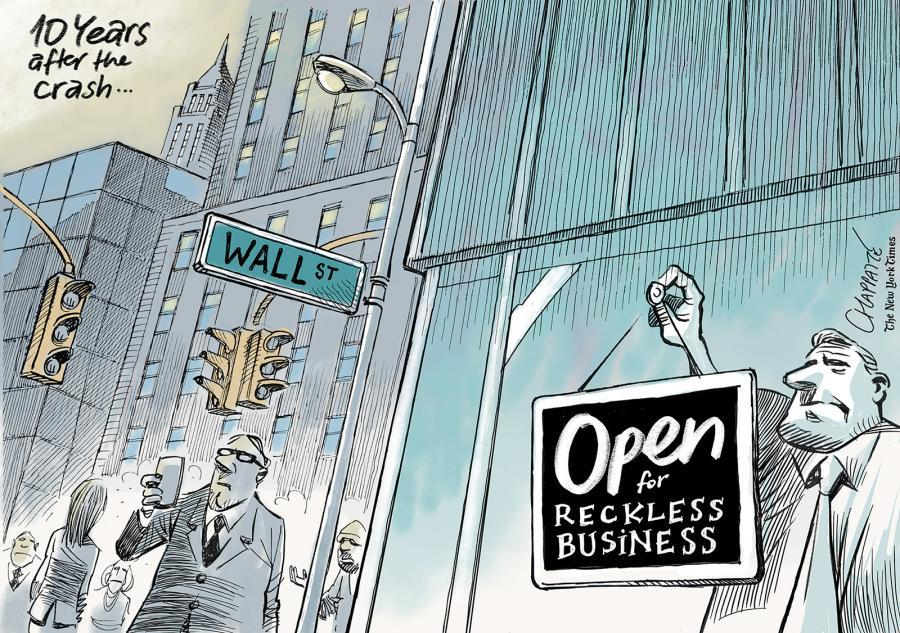 10 Years
after the
crash...
WALL ST
Open
for
RECKLESS
BUSINESS
CHAPPATTE
The New York Times